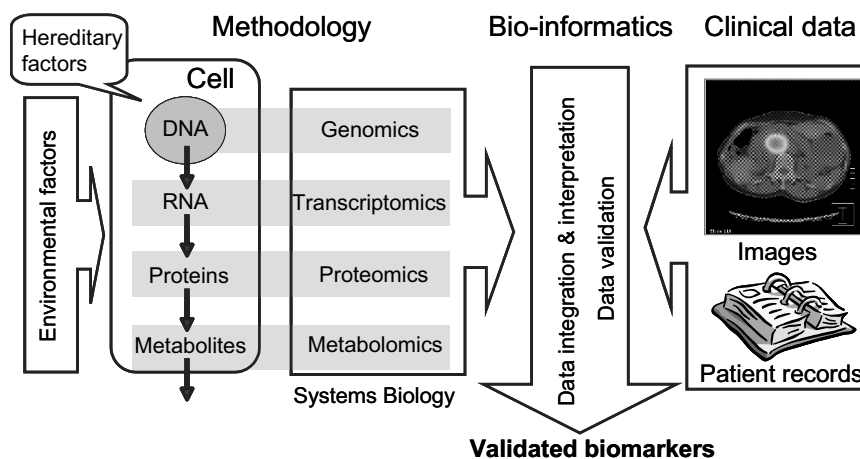 Methodology
Bio-informatics
Clinical data
Hereditary
factors
Cell
Environmental factors
DNA
Genomics
RNA
Transcriptomics
Proteins
Proteomics
Metabolites
Metabolomics
Systems Biology
Data integration & interpretation
Data validation
Images
Patient records
Validated biomarkers